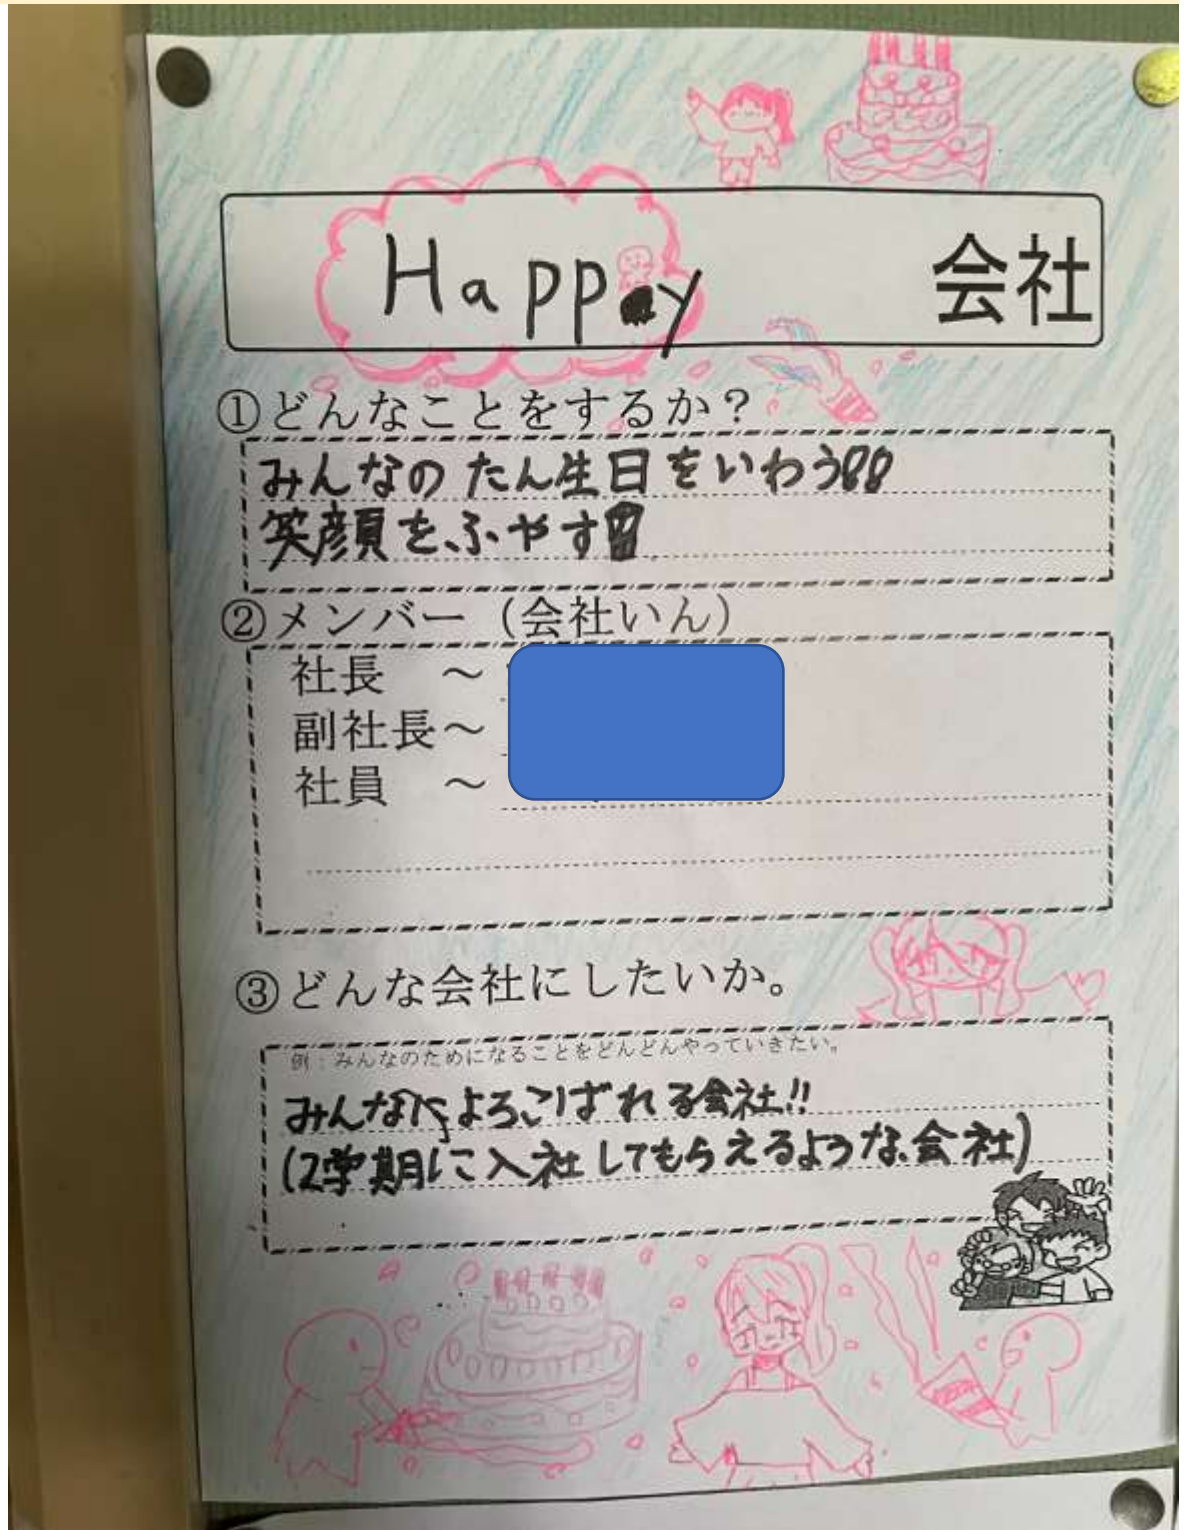 Happy 会社
①どんなことをするか？
みんなのたん生日をいわう!!
笑顔をふやす
②メンバー（会社いん）
社長 ～
副社長～
社員 ～
③どんな会社にしたいか。
例：みんなのためになることをどんどんやっていきたい。
みんなによろこばれる会社!!
(2学期に入社してもらえるような会社)